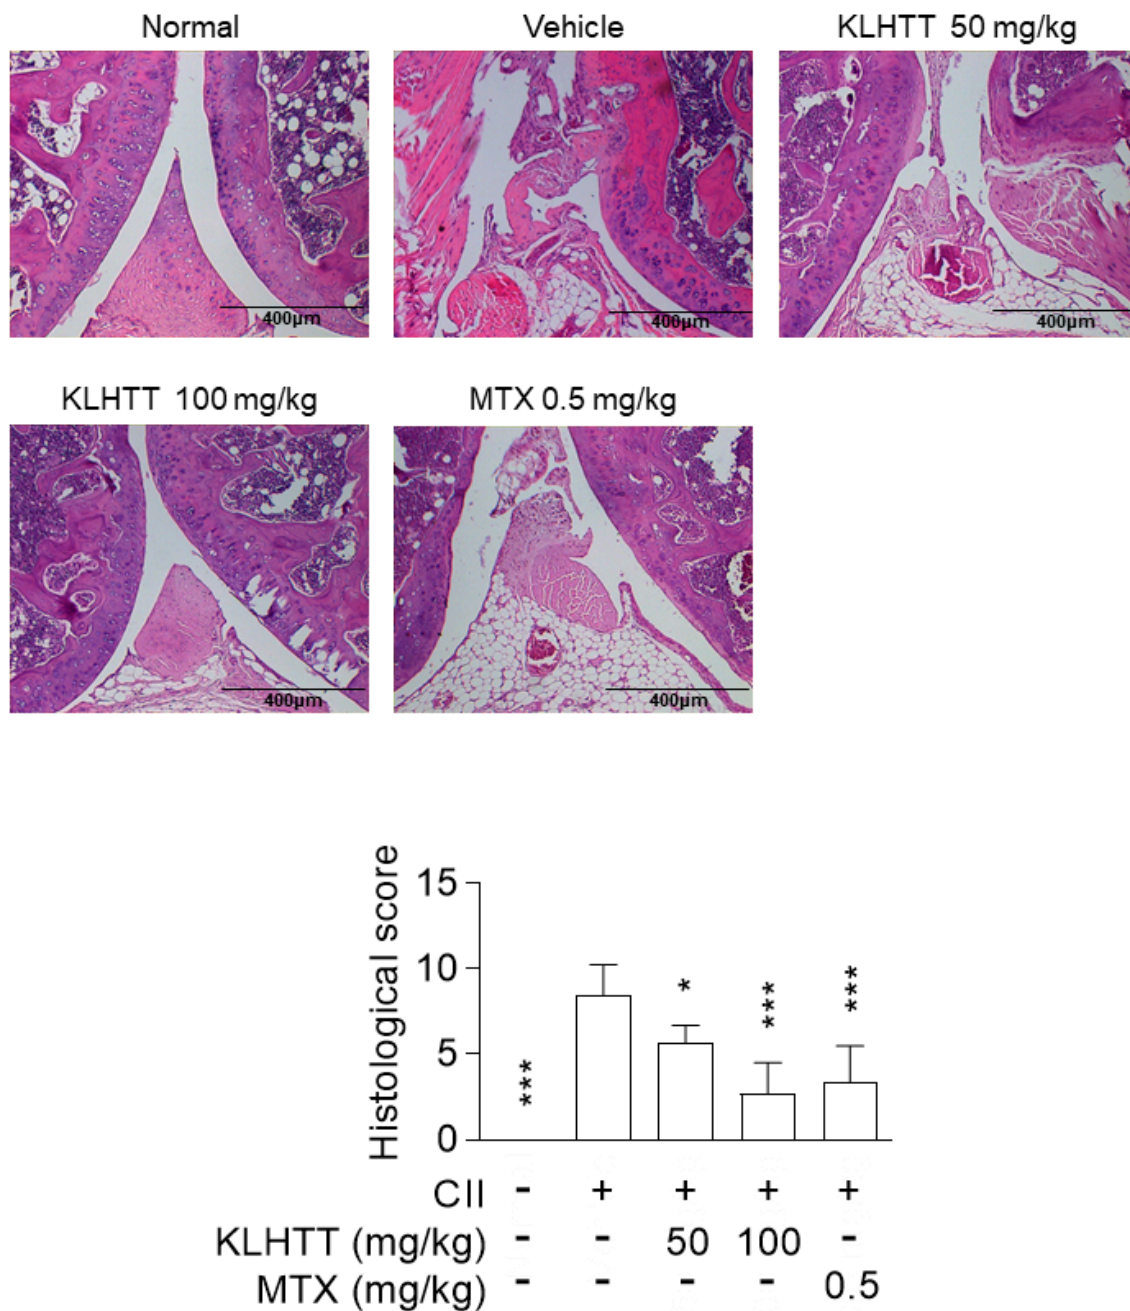 Normal
Vehicle
KLHTT 50 mg/kg
400μm
400μm
400μm
KLHTT 100 mg/kg
MTX 0.5 mg/kg
400μm
400μm
Histological score
15
10
5
0
***
*
***
***
CII - + + + +
KLHTT (mg/kg) - - 50 100 -
MTX (mg/kg) - - - - 0.5